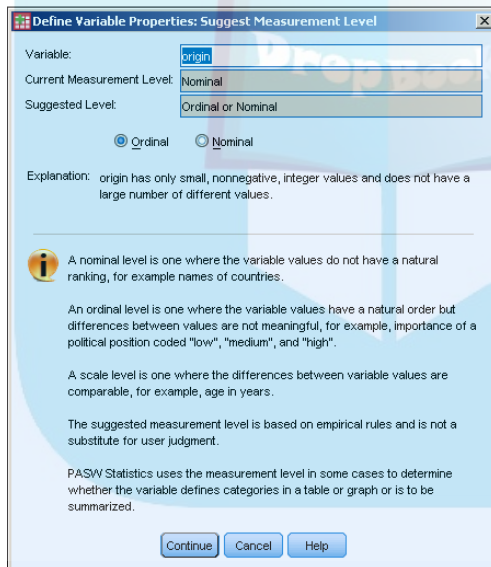 Define Variable Properties: Suggest Measurement Level
Variable:
origin
Current Measurement Level:
Nominal
Suggested Level:
Ordinal or Nominal
Ordinal
Nominal
Explanation:
origin has only small, nonnegative, integer values and does not have a
large number of different values.
A nominal level is one where the variable values do not have a natural
ranking, for example names of countries.
An ordinal level is one where the variable values have a natural order but
differences between values are not meaningful, for example, importance of a
political position coded "low", "medium", and "high".
A scale level is one where the differences between variable values are
comparable, for example, age in years.
The suggested measurement level is based on empirical rules and is not a
substitute for user judgment.
PASW Statistics uses the measurement level in some cases to determine
whether the variable defines categories in a table or graph or is to be
summarized.
Continue
Cancel
Help